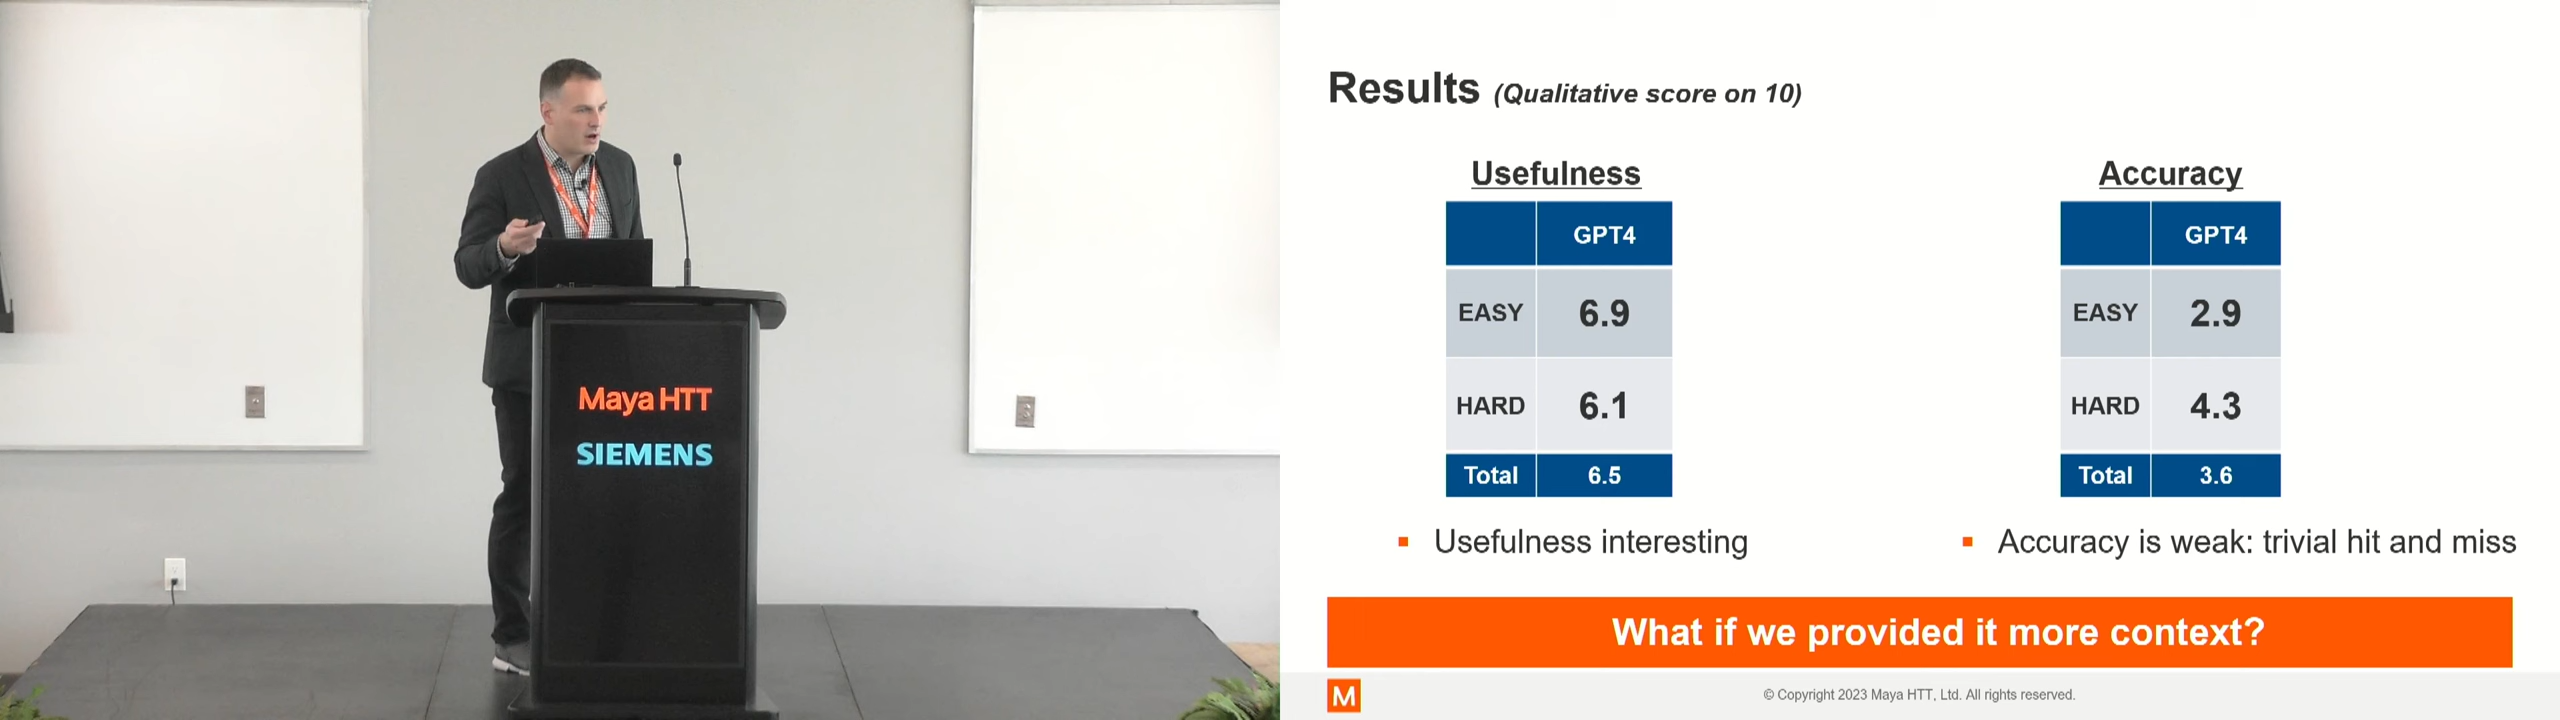 Maya HTT
SIEMENS
Results (Qualitative score on 10)
Usefulness
GPT4
EASY 6.9
HARD 6.1
Total 6.5
Usefulness interesting
Accuracy
GPT4
EASY 2.9
HARD 4.3
Total 3.6
Accuracy is weak: trivial hit and miss
What if we provided it more context?
M
© Copyright 2023 Maya HTT, Ltd. All rights reserved.